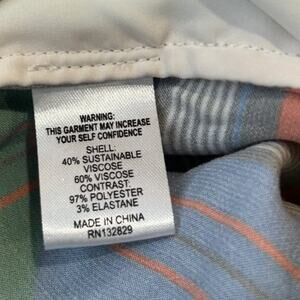 WARNING:
THIS GARMENT MAY INCREASE
YOUR SELF CONFIDENCE
SHELL:
40% SUSTAINABLE
VISCOSE
60% VISCOSE
CONTRAST:
97% POLYESTER
3% ELASTANE
MADE IN CHINA
RN132829